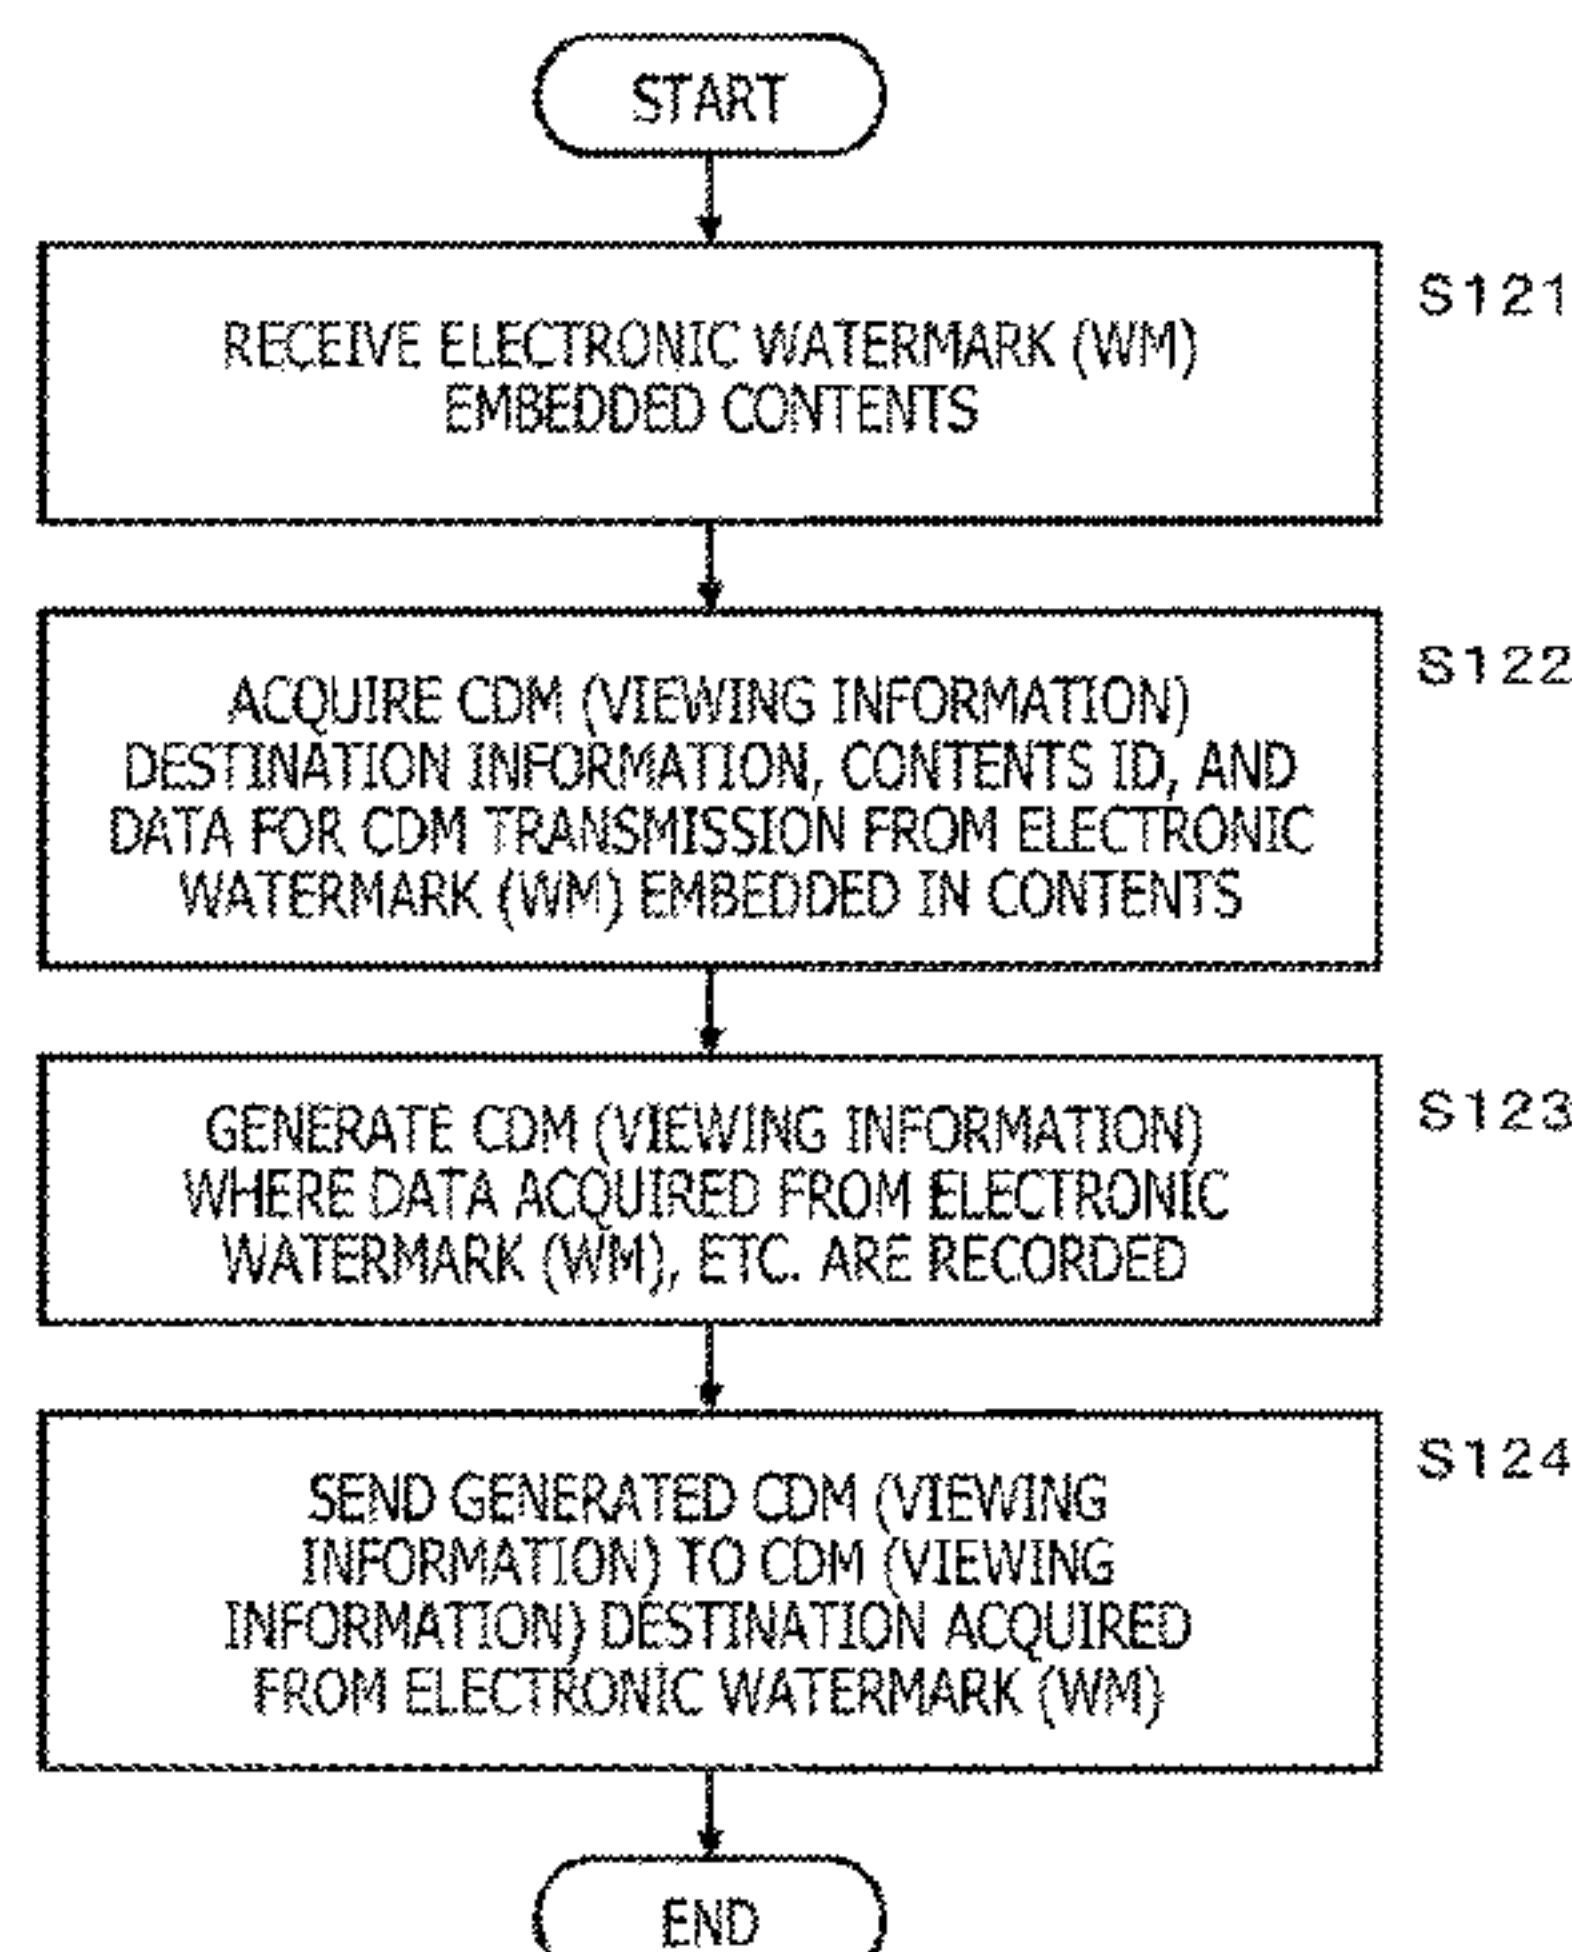 START
S121
RECEIVE ELECTRONIC WATERMARK (WM)
EMBEDDED CONTENTS
S122
ACQUIRE CDM (VIEWING INFORMATION)
DESTINATION INFORMATION, CONTENTS ID, AND
DATA FOR CDM TRANSMISSION FROM ELECTRONIC
WATERMARK (WM) EMBEDDED IN CONTENTS
S123
GENERATE CDM (VIEWING INFORMATION)
WHERE DATA ACQUIRED FROM ELECTRONIC
WATERMARK (WM), ETC. ARE RECORDED
S124
SEND GENERATED CDM (VIEWING
INFORMATION) TO CDM (VIEWING
INFORMATION) DESTINATION ACQUIRED
FROM ELECTRONIC WATERMARK (WM)
END